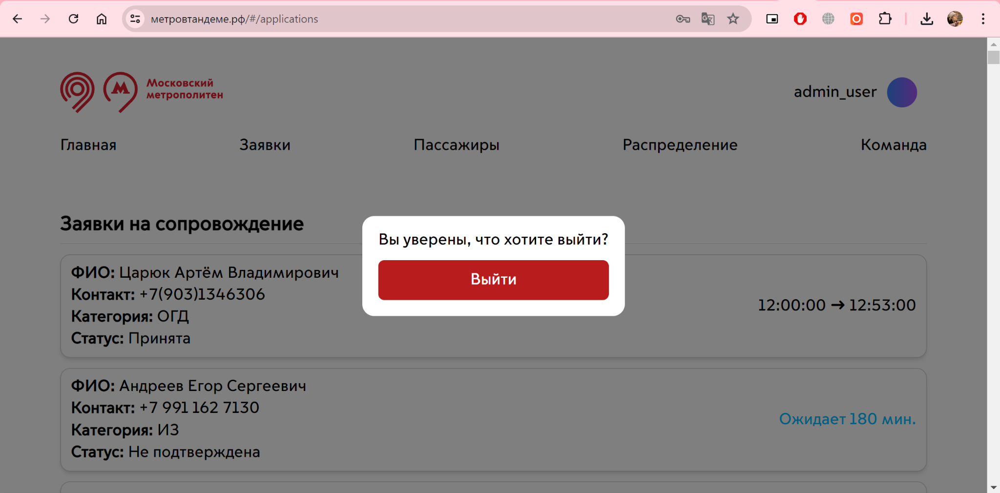 метровтандеме.рф/#/applications
Московский
метрополитен
admin_user
Главная
Заявки
Пассажиры
Распределение
Команда
Заявки на сопровождение
Вы уверены, что хотите выйти?
Выйти
ФИО: Царюк Артём Владимирович
Контакт: +7(903)1346306
Категория: ОГД
Статус: Принята
12:00:00 → 12:53:00
ФИО: Андреев Егор Сергеевич
Контакт: +7 991 162 7130
Категория: ИЗ
Статус: Не подтверждена
Ожидает 180 мин.